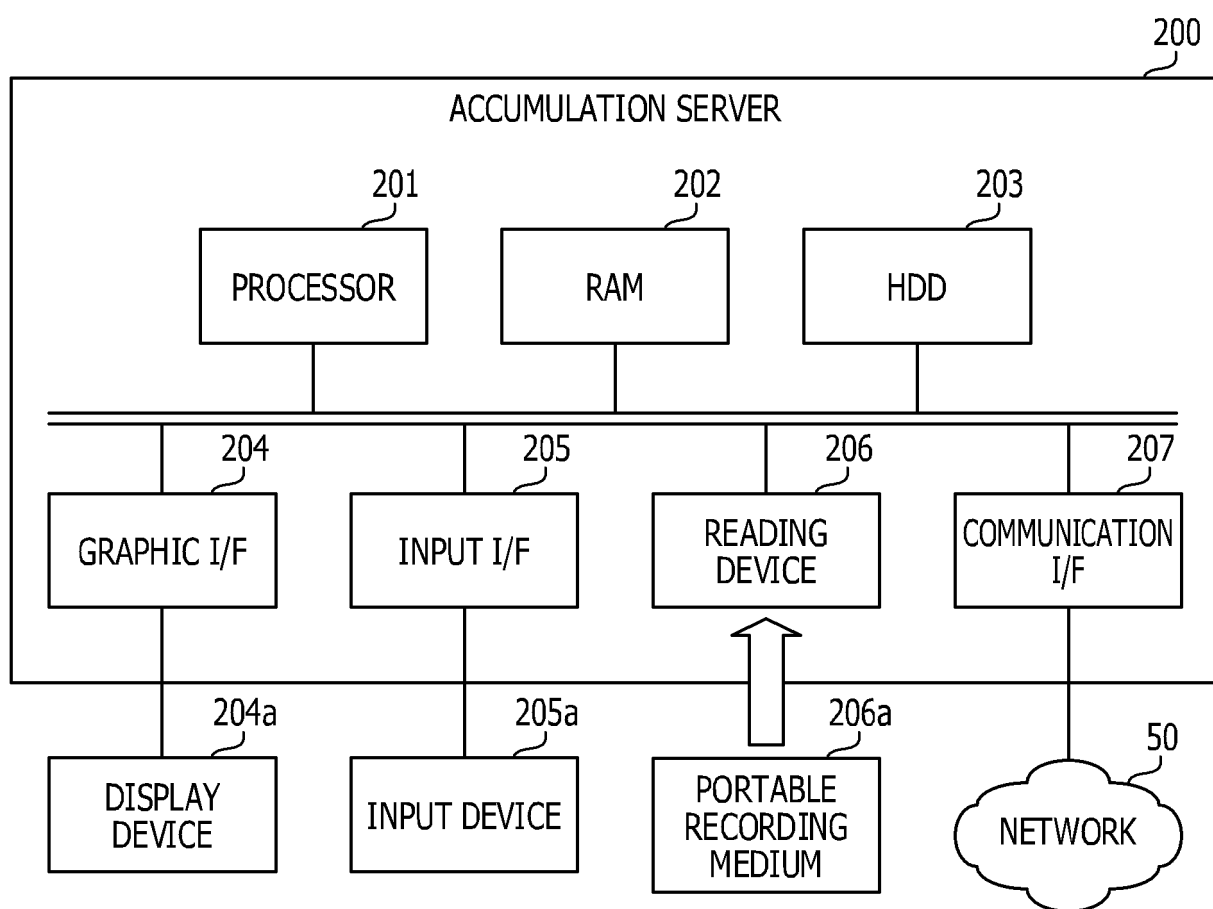 200
ACCUMULATION SERVER
201
202
203
PROCESSOR
RAM
HDD
204
205
206
207
GRAPHIC I/F
INPUT I/F
READING
DEVICE
COMMUNICATION
I/F
204a
205a
206a
50
DISPLAY
DEVICE
INPUT DEVICE
PORTABLE
RECORDING
MEDIUM
NETWORK